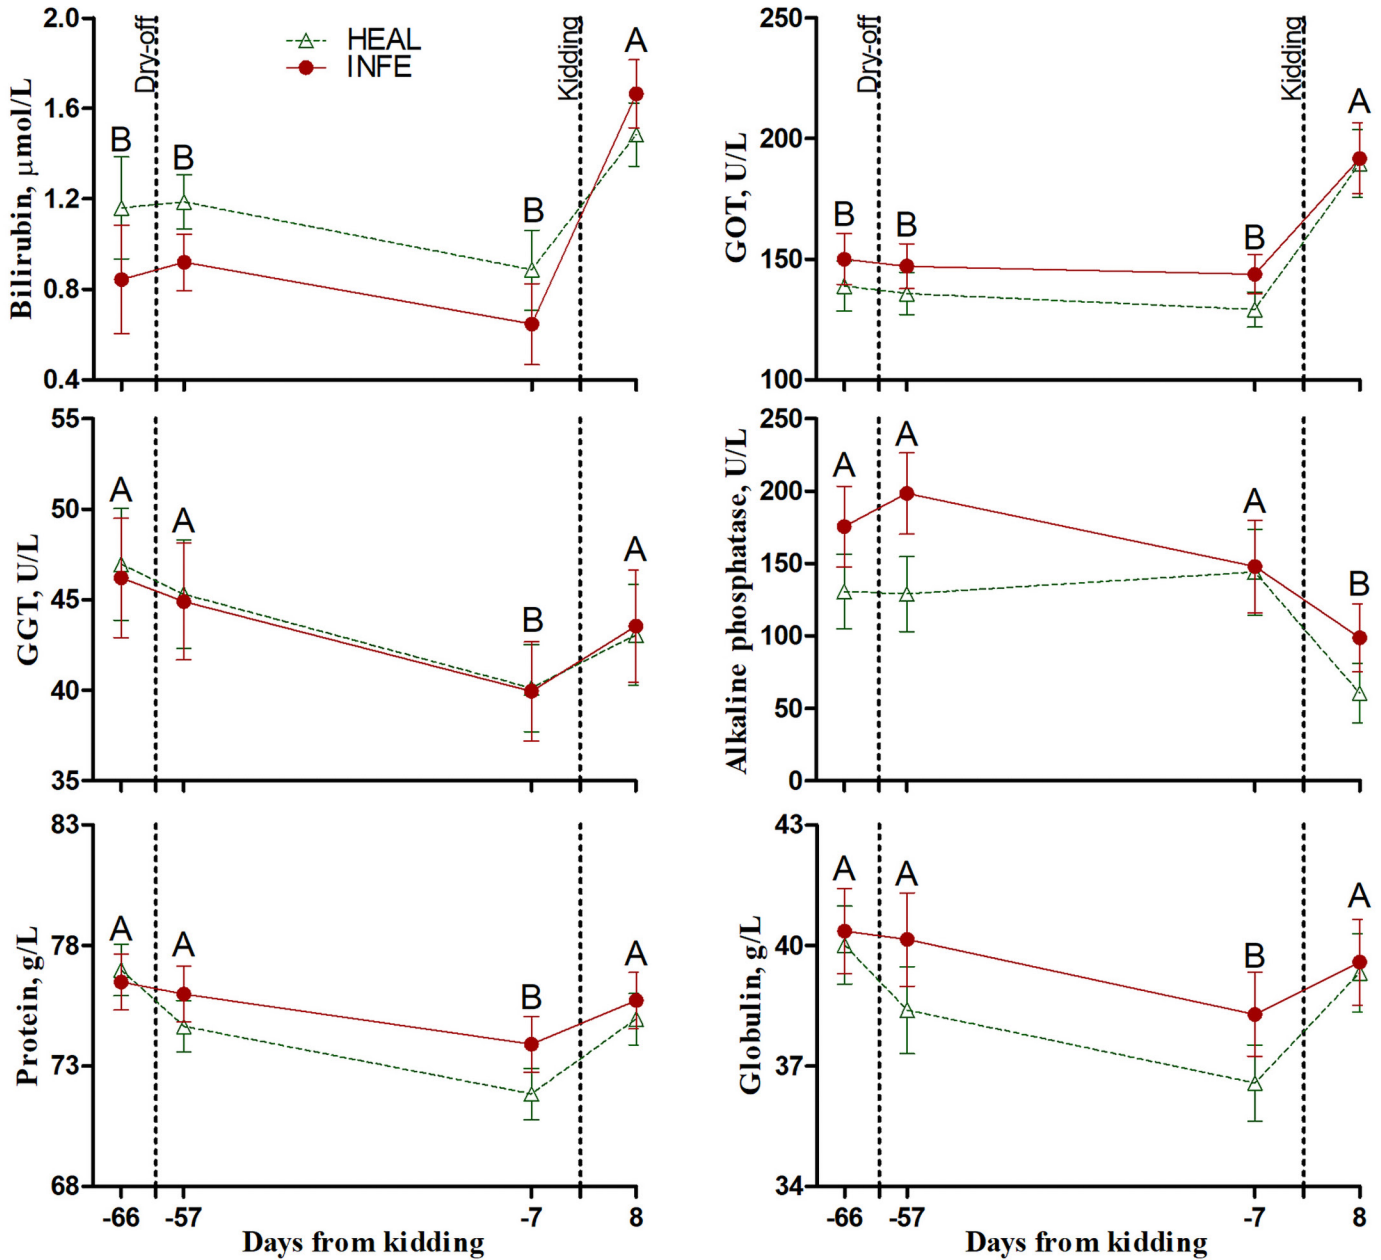 Bilirubin, μmol/L
2.0
1.6
1.2
0.8
0.4
Dry-off
Kidding
HEAL
INFE
B
B
B
A
GOT, U/L
250
200
150
100
Dry-off
Kidding
B
B
B
A
GGT, U/L
55
50
45
40
35
A
A
B
A
Alkaline phosphatase, U/L
250
200
150
100
50
0
A
A
A
B
Protein, g/L
83
78
73
68
A
A
B
A
-66
-57
-7
8
Days from kidding
Globulin, g/L
43
40
37
34
A
A
B
A
-66
-57
-7
8
Days from kidding